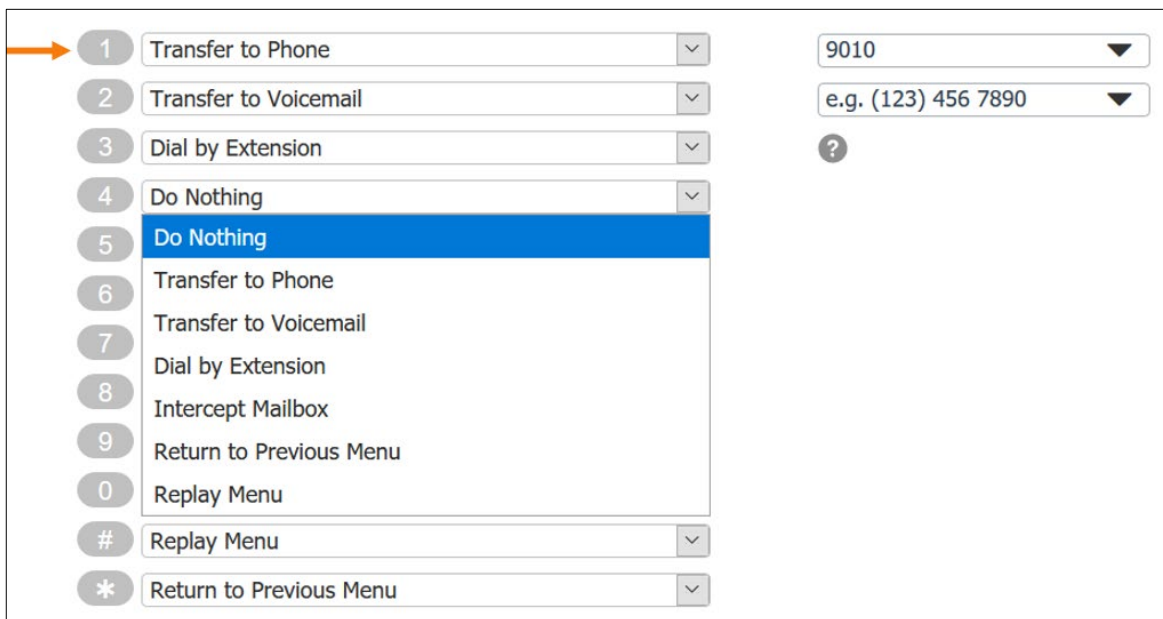 1 Transfer to Phone 9010
2 Transfer to Voicemail e.g. (123) 456 7890
3 Dial by Extension ?
4 Do Nothing
5 Do Nothing
6 Transfer to Phone
Transfer to Voicemail
7 Dial by Extension
8 Intercept Mailbox
9 Return to Previous Menu
0 Replay Menu
# Replay Menu
* Return to Previous Menu